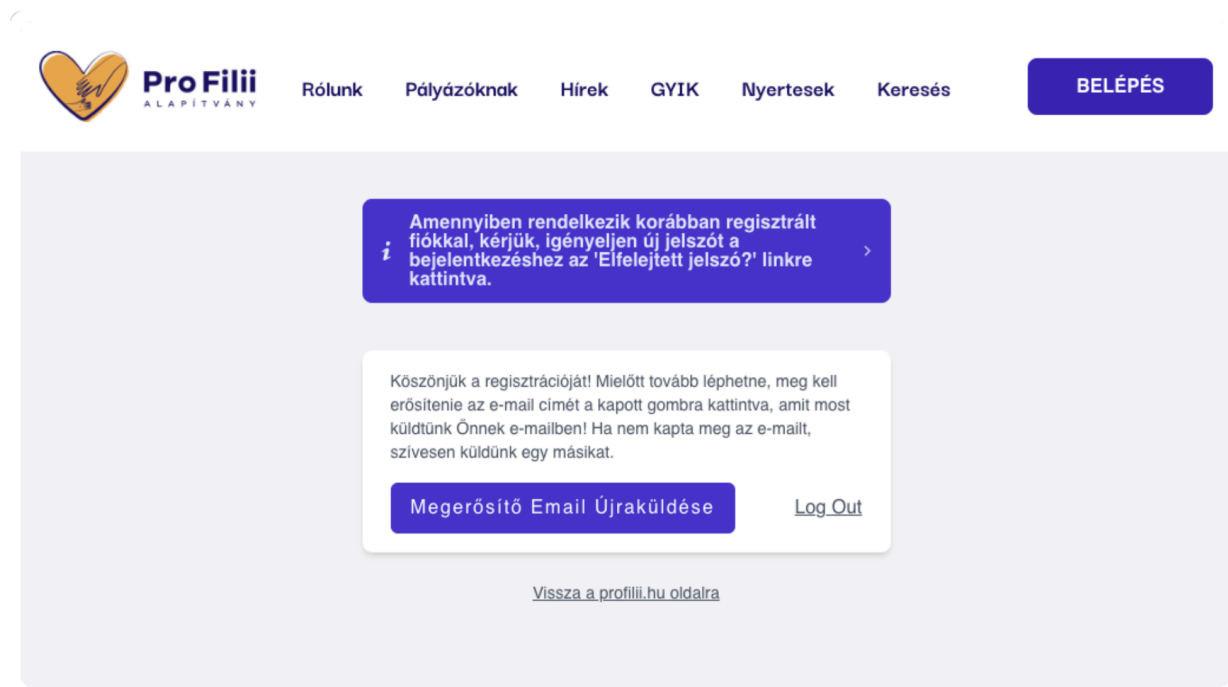 Pro Filii
ALAPÍTVÁNY
Rólunk
Pályázóknak
Hírek
GYIK
Nyertesek
Keresés
BELÉPÉS
i
Amennyiben rendelkezik korábban regisztrált
fiókkal, kérjük, igényeljen új jelszót a
bejelentkezéshez az 'Elfelejtett jelszó?' linkre
kattintva.
Köszönjük a regisztrációját! Mielőtt tovább léphetne, meg kell
erősítenie az e-mail címét a kapott gombra kattintva, amit most
küldtünk Önnek e-mailben! Ha nem kapta meg az e-mailt,
szívesen küldünk egy másikat.
Megerősítő Email Újraküldése
Log Out
Vissza a profilii.hu oldalra